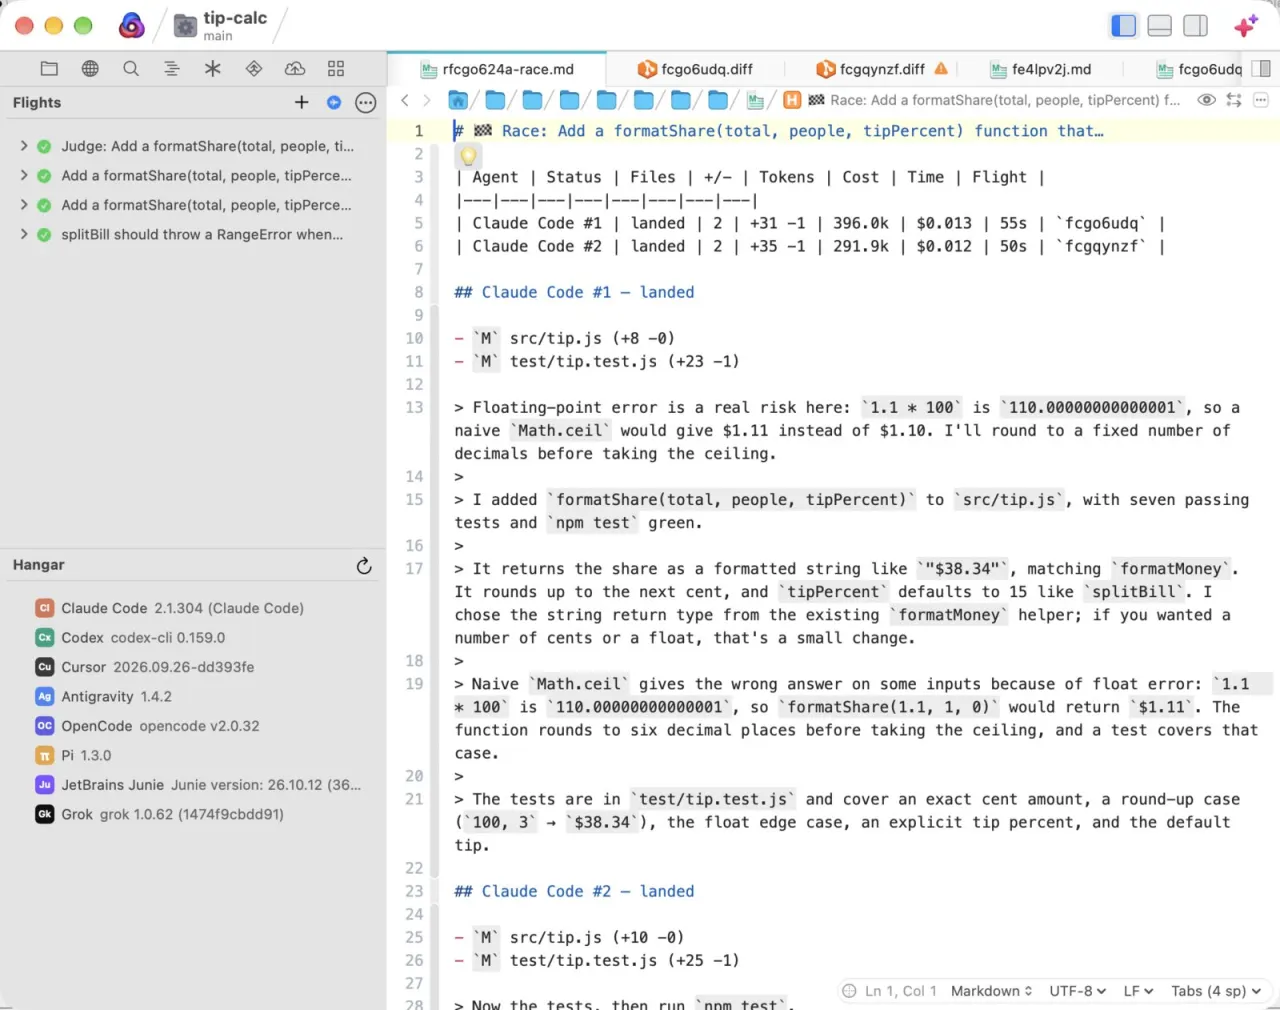 tip-calc
main
rfcgo624a-race.md
fcgo6udq.diff
fcgqynzf.diff
fe4lpv2j.md
fcgo6udq
Flights
Race: Add a formatShare(total, people, tipPercent) f...
Judge: Add a formatShare(total, people, ti...
Add a formatShare(total, people, tipPerce...
Add a formatShare(total, people, tipPerce...
splitBill should throw a RangeError when...
Hangar
Cl Claude Code 2.1.304 (Claude Code)
Cx Codex codex-cli 0.159.0
Cu Cursor 2026.09.26-dd393fe
Ag Antigravity 1.4.2
OC OpenCode opencode v2.0.32
π Pi 1.3.0
Ju JetBrains Junie Junie version: 26.10.12 (36...
Gk Grok grok 1.0.62 (1474f9cbdd91)
1 # 🏁 Race: Add a formatShare(total, people, tipPercent) function that…
2
3 | Agent | Status | Files | +/− | Tokens | Cost | Time | Flight |
4 |---|---|---|---|---|---|---|---|
5 | Claude Code #1 | landed | 2 | +31 −1 | 396.0k | $0.013 | 55s | `fcgo6udq` |
6 | Claude Code #2 | landed | 2 | +35 −1 | 291.9k | $0.012 | 50s | `fcgqynzf` |
7
8 ## Claude Code #1 — landed
9
10 - `M` src/tip.js (+8 −0)
11 - `M` test/tip.test.js (+23 −1)
12
13 > Floating-point error is a real risk here: `1.1 * 100` is `110.00000000000001`, so a
naive `Math.ceil` would give $1.11 instead of $1.10. I'll round to a fixed number of
decimals before taking the ceiling.
14 >
15 > I added `formatShare(total, people, tipPercent)` to `src/tip.js`, with seven passing
tests and `npm test` green.
16 >
17 > It returns the share as a formatted string like `"$38.34"`, matching `formatMoney`.
It rounds up to the next cent, and `tipPercent` defaults to 15 like `splitBill`. I
chose the string return type from the existing `formatMoney` helper; if you wanted a
number of cents or a float, that's a small change.
18 >
19 > Naive `Math.ceil` gives the wrong answer on some inputs because of float error: `1.1
* 100` is `110.00000000000001`, so `formatShare(1.1, 1, 0)` would return `$1.11`. The
function rounds to six decimal places before taking the ceiling, and a test covers that
case.
20 >
21 > The tests are in `test/tip.test.js` and cover an exact cent amount, a round-up case
(`100, 3` → `$38.34`), the float edge case, an explicit tip percent, and the default
tip.
22
23 ## Claude Code #2 — landed
24
25 - `M` src/tip.js (+10 −0)
26 - `M` test/tip.test.js (+25 −1)
27
28 > Now the tests, then run `npm test`.
Ln 1, Col 1 Markdown UTF-8 LF Tabs (4 sp)